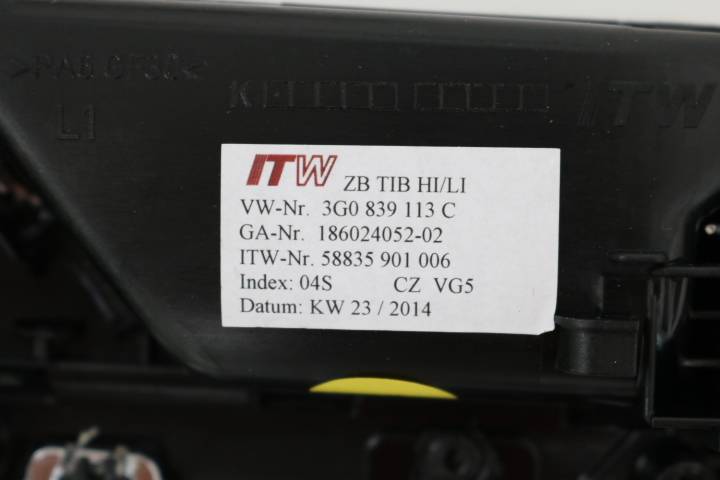 ITW
L1
ITW ZB TIB HI/LI
VW-Nr. 3G0 839 113 C
GA-Nr. 186024052-02
ITW-Nr. 58835 901 006
Index: 04S CZ VG5
Datum: KW 23 / 2014